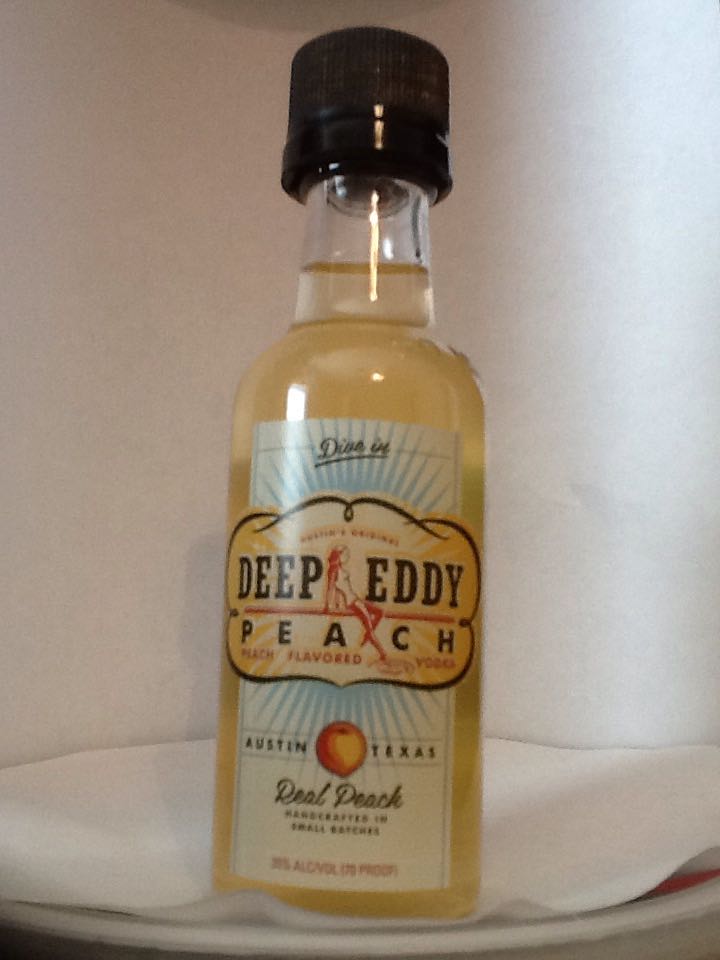 Dive in
AUSTIN'S ORIGINAL
DEEP EDDY
PEACH
PEACH FLAVORED VODKA
AUSTIN TEXAS
Real Peach
HANDCRAFTED IN
SMALL BATCHES
35% ALC/VOL (70 PROOF)